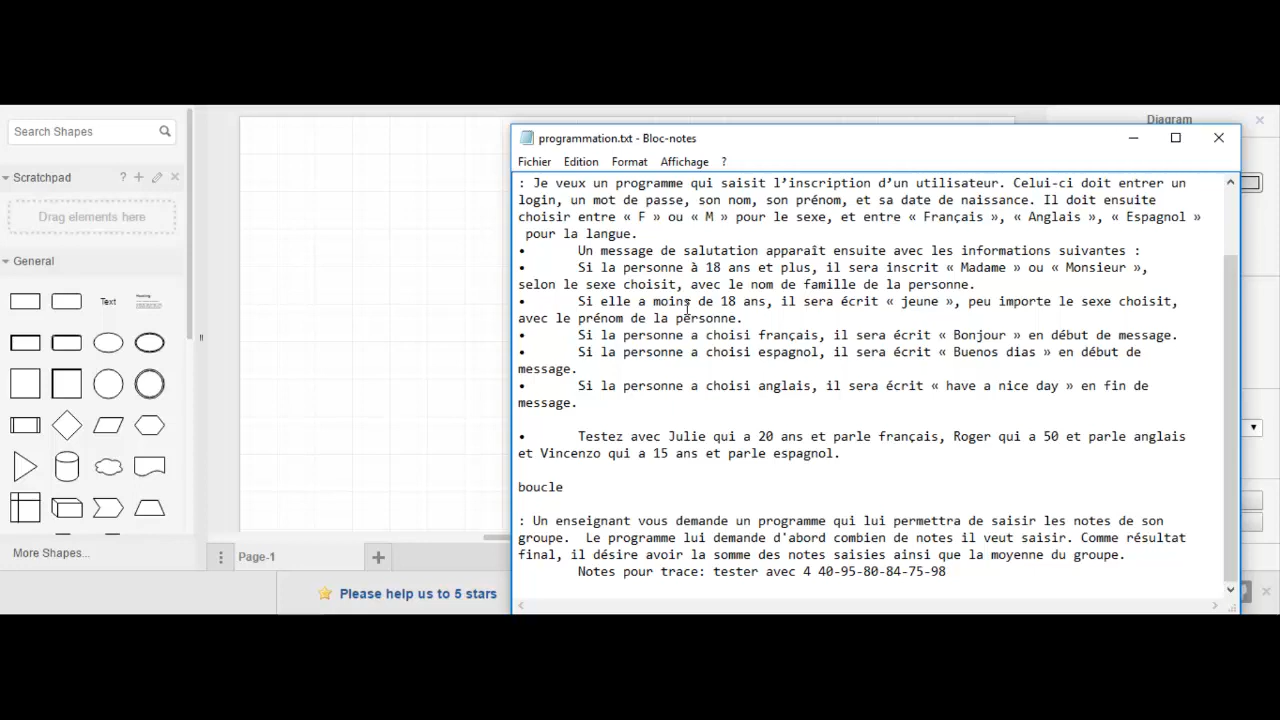 Diagram
Search Shapes
Scratchpad
?
Drag elements here
General
Text
Heading
More Shapes...
Page-1
Please help us to 5 stars
programmation.txt - Bloc-notes
Fichier Edition Format Affichage ?
: Je veux un programme qui saisit l’inscription d’un utilisateur. Celui-ci doit entrer un
login, un mot de passe, son nom, son prénom, et sa date de naissance. Il doit ensuite
choisir entre « F » ou « M » pour le sexe, et entre « Français », « Anglais », « Espagnol »
pour la langue.
• Un message de salutation apparaît ensuite avec les informations suivantes :
• Si la personne à 18 ans et plus, il sera inscrit « Madame » ou « Monsieur »,
selon le sexe choisit, avec le nom de famille de la personne.
• Si elle a moins de 18 ans, il sera écrit « jeune », peu importe le sexe choisit,
avec le prénom de la personne.
• Si la personne a choisi français, il sera écrit « Bonjour » en début de message.
• Si la personne a choisi espagnol, il sera écrit « Buenos dias » en début de
message.
• Si la personne a choisi anglais, il sera écrit « have a nice day » en fin de
message.
• Testez avec Julie qui a 20 ans et parle français, Roger qui a 50 et parle anglais
et Vincenzo qui a 15 ans et parle espagnol.
boucle
: Un enseignant vous demande un programme qui lui permettra de saisir les notes de son
groupe. Le programme lui demande d'abord combien de notes il veut saisir. Comme résultat
final, il désire avoir la somme des notes saisies ainsi que la moyenne du groupe.
Notes pour trace: tester avec 4 40-95-80-84-75-98